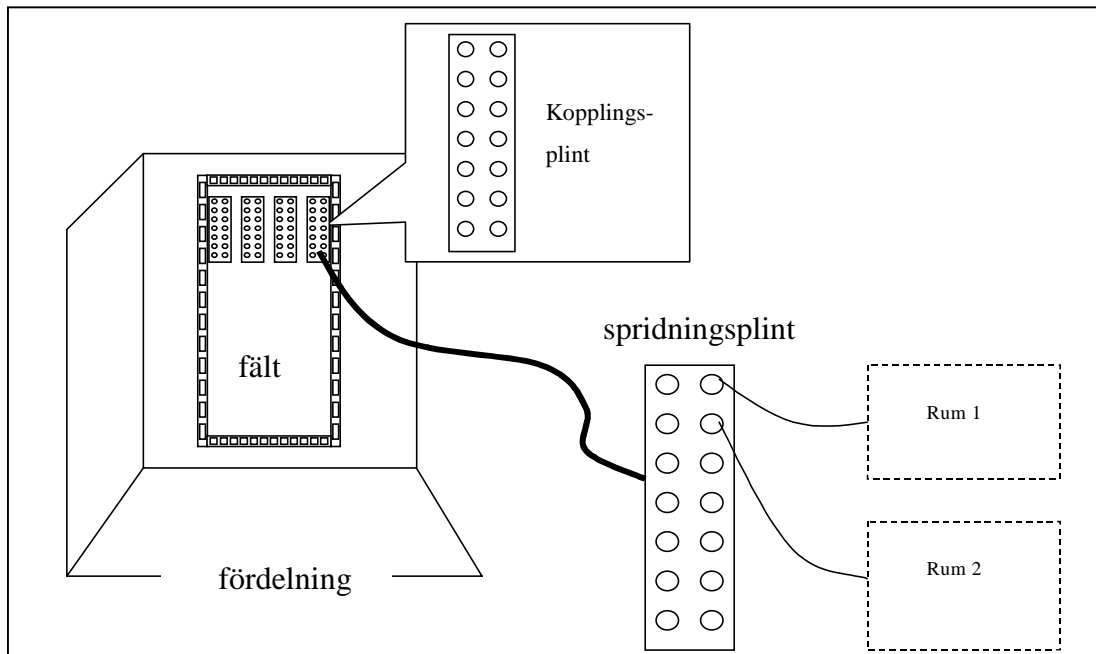 Kopplings-
plint
spridningsplint
fält
Rum 1
Rum 2
fördelning